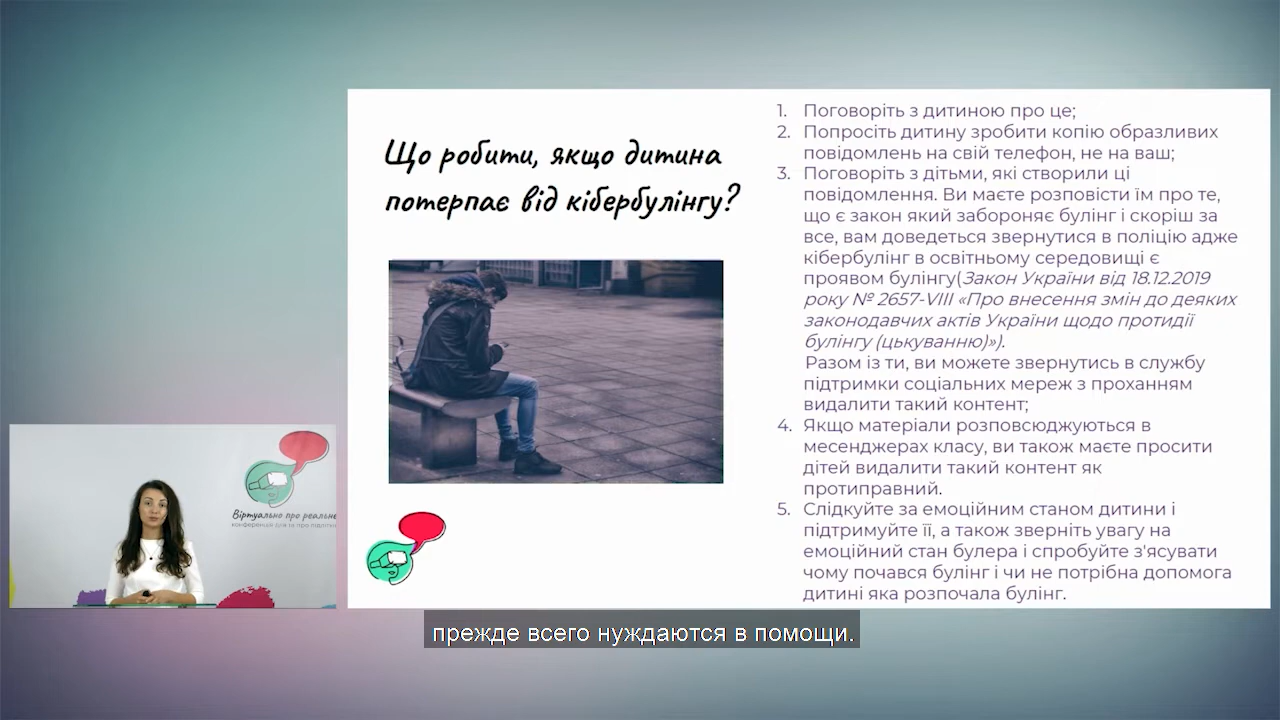 Що робити, якщо дитина
потерпає від кібербулінгу?
1. Поговоріть з дитиною про це;
2. Попросіть дитину зробити копію образливих
повідомлень на свій телефон, не на ваш;
3. Поговоріть з дітьми, які створили ці
повідомлення. Ви маєте розповісти їм про те,
що є закон який забороняє булінг і скоріш за
все, вам доведеться звернутися в поліцію адже
кібербулінг в освітньому середовищі є
проявом булінгу(Закон України від 18.12.2019
року № 2657-VIII «Про внесення змін до деяких
законодавчих актів України щодо протидії
булінгу (цькуванню)»).
Разом із ти, ви можете звернутись в службу
підтримки соціальних мереж з проханням
видалити такий контент;
4. Якщо матеріали розповсюджуються в
месенджерах класу, ви також маєте просити
дітей видалити такий контент як
протиправний.
5. Слідкуйте за емоційним станом дитини і
підтримуйте її, а також зверніть увагу на
емоційний стан булера і спробуйте з'ясувати
чому почався булінг і чи не потрібна допомога
дитині яка розпочала булінг.
Віртуально про реальне
конференція для та про підлітків
прежде всего нуждаются в помощи.